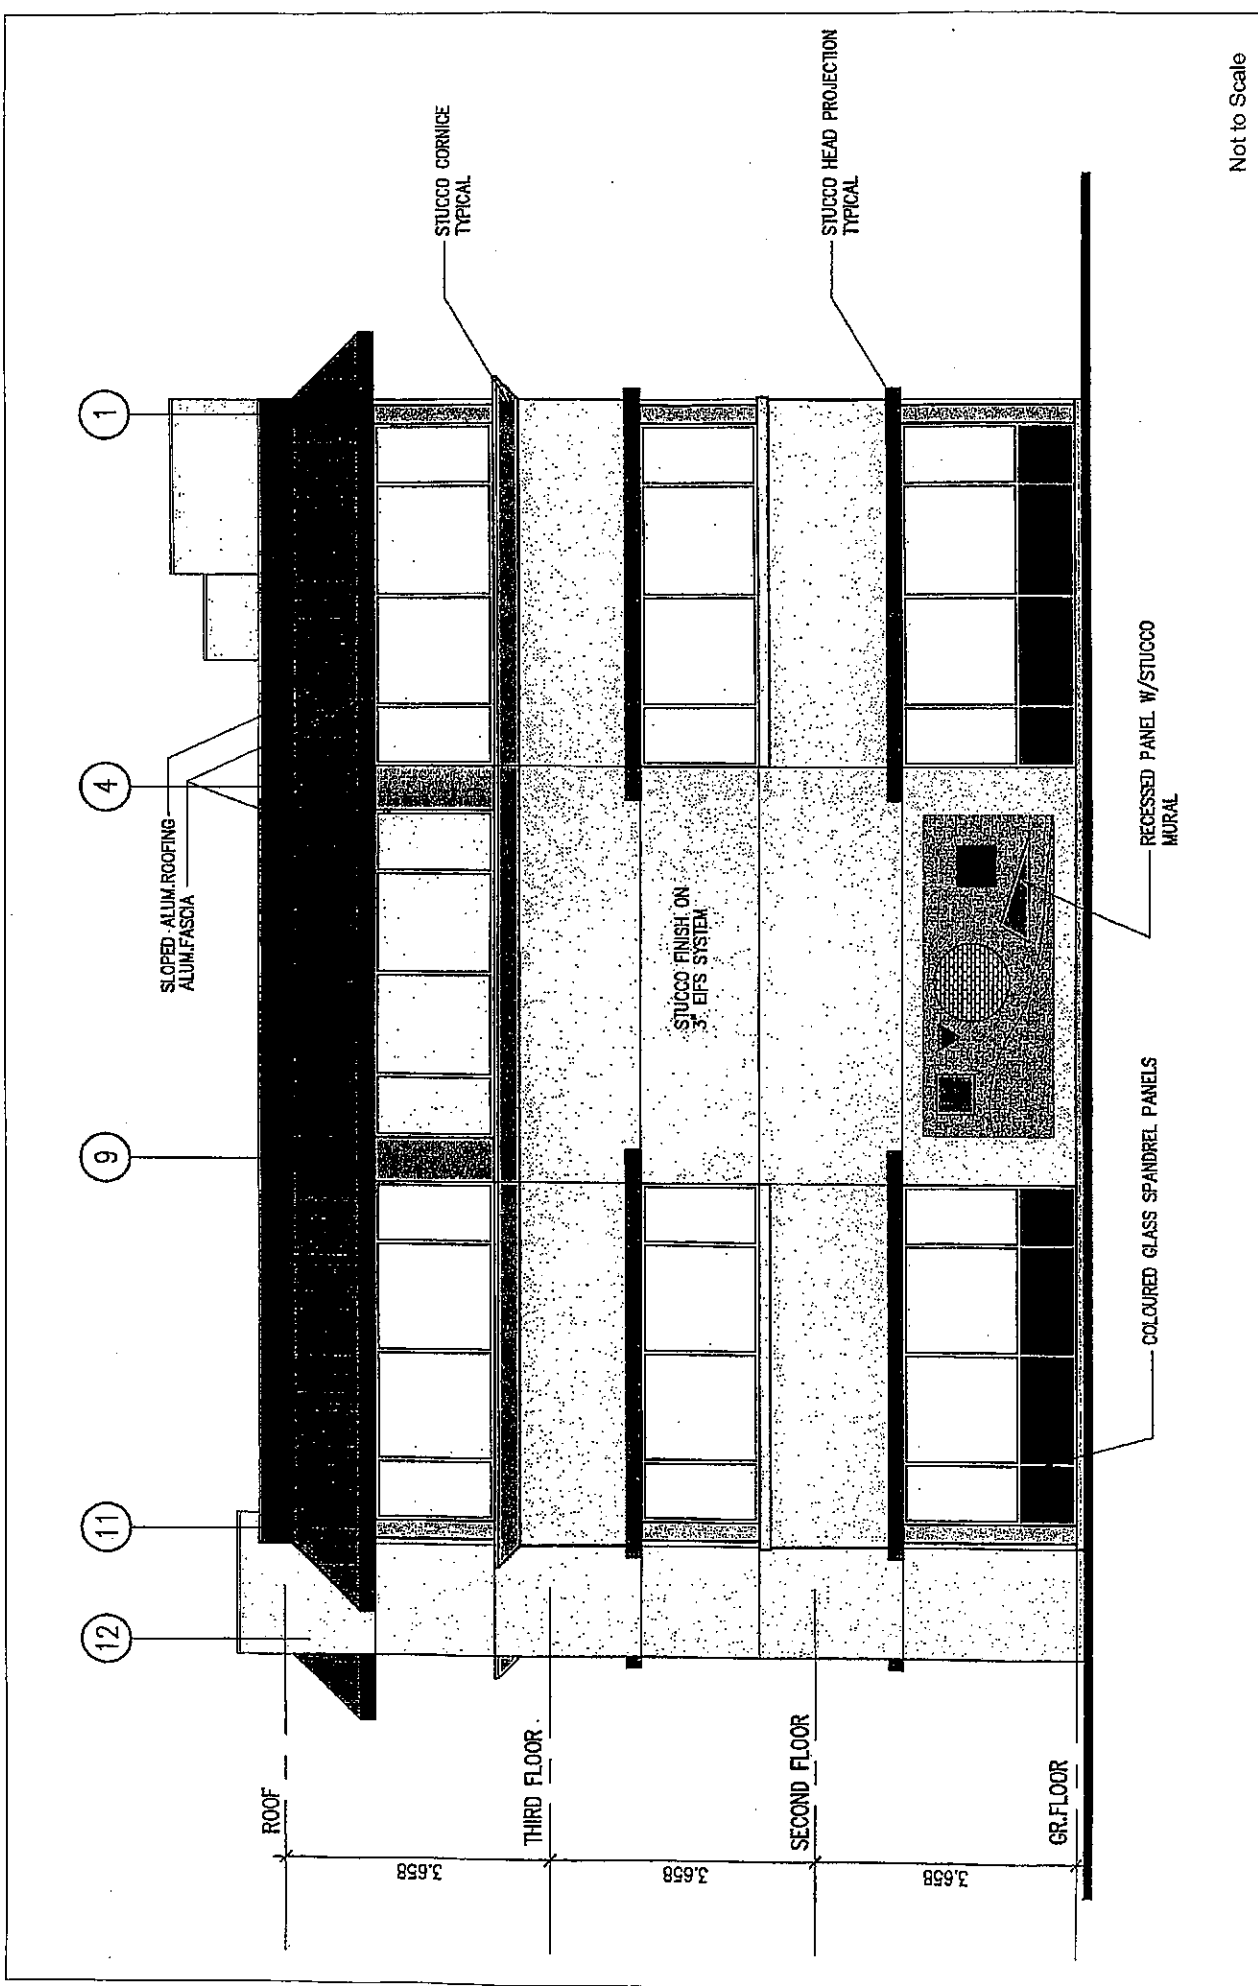 12
11
9
4
1
SLOPED ALUM.ROOFING
ALUM.FASCIA
STUCCO CORNICE
TYPICAL
STUCCO HEAD PROJECTION
TYPICAL
STUCCO FINISH ON
3" EIFS SYSTEM
ROOF
3.658
THIRD FLOOR
3.658
SECOND FLOOR
3.658
GR.FLOOR
COLOURED GLASS SPANDREL PANELS
RECESSED PANEL W/STUCCO
MURAL
Not to Scale